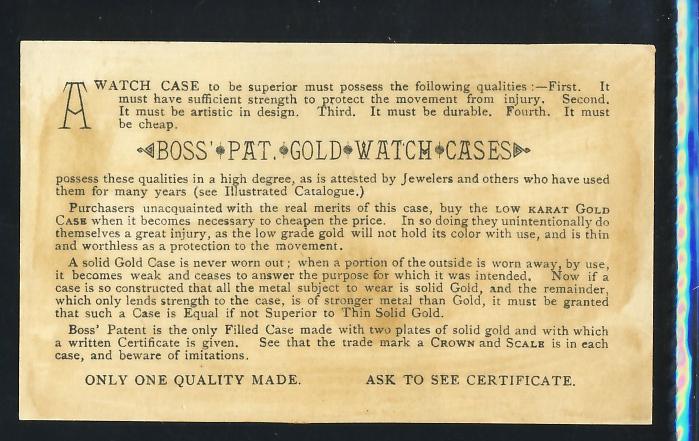 A WATCH CASE to be superior must possess the following qualities :—First. It
must have sufficient strength to protect the movement from injury. Second.
It must be artistic in design. Third. It must be durable. Fourth. It must
be cheap.
BOSS' PAT. GOLD WATCH CASES
possess these qualities in a high degree, as is attested by Jewelers and others who have used
them for many years (see Illustrated Catalogue.)
Purchasers unacquainted with the real merits of this case, buy the LOW KARAT GOLD
CASE when it becomes necessary to cheapen the price. In so doing they unintentionally do
themselves a great injury, as the low grade gold will not hold its color with use, and is thin
and worthless as a protection to the movement.
A solid Gold Case is never worn out; when a portion of the outside is worn away, by use,
it becomes weak and ceases to answer the purpose for which it was intended. Now if a
case is so constructed that all the metal subject to wear is solid Gold, and the remainder,
which only lends strength to the case, is of stronger metal than Gold, it must be granted
that such a Case is Equal if not Superior to Thin Solid Gold.
Boss' Patent is the only Filled Case made with two plates of solid gold and with which
a written Certificate is given. See that the trade mark a CROWN and SCALE is in each
case, and beware of imitations.
ONLY ONE QUALITY MADE. ASK TO SEE CERTIFICATE.